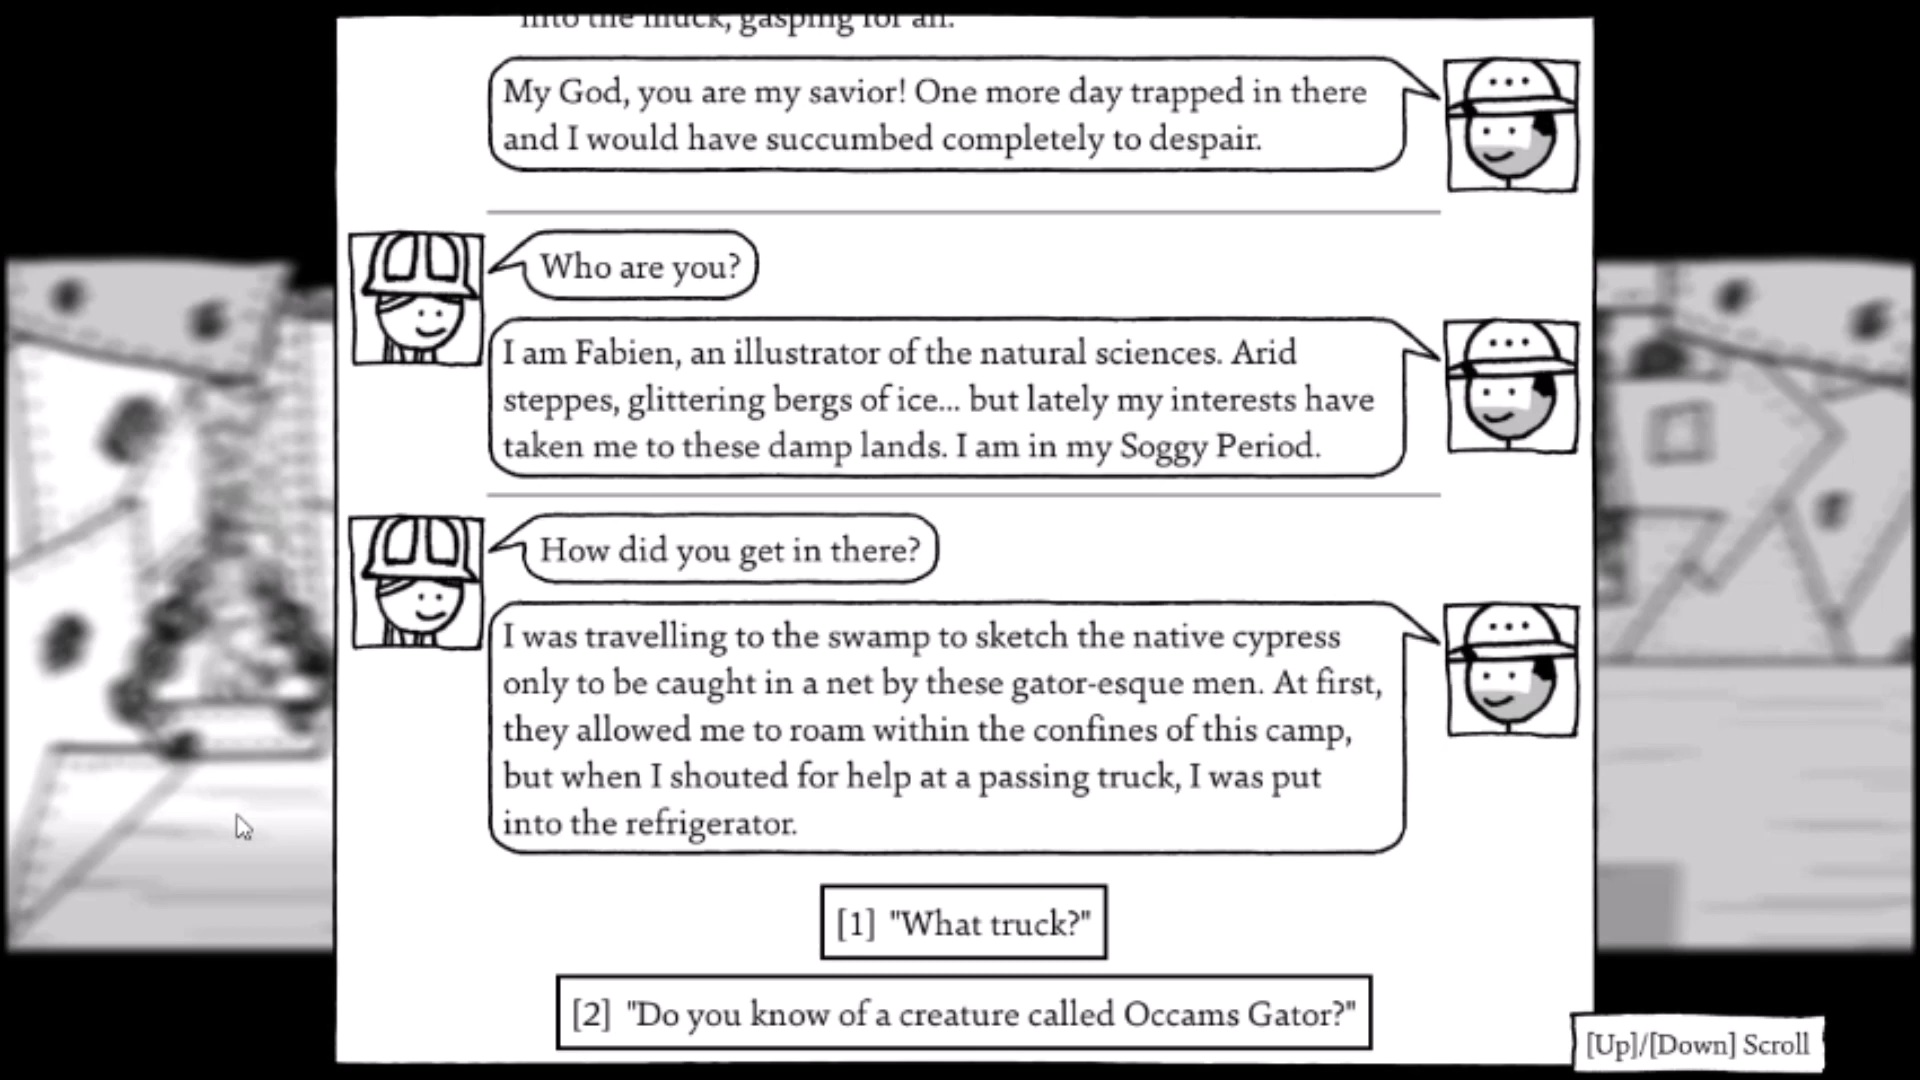 into the muck, gasping for air.
My God, you are my savior! One more day trapped in there
and I would have succumbed completely to despair.
Who are you?
I am Fabien, an illustrator of the natural sciences. Arid
steppes, glittering bergs of ice... but lately my interests have
taken me to these damp lands. I am in my Soggy Period.
How did you get in there?
I was travelling to the swamp to sketch the native cypress
only to be caught in a net by these gator-esque men. At first,
they allowed me to roam within the confines of this camp,
but when I shouted for help at a passing truck, I was put
into the refrigerator.
[1] "What truck?"
[2] "Do you know of a creature called Occams Gator?"
[Up]/[Down] Scroll